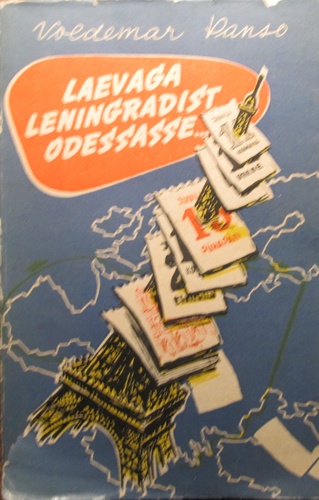 Voldemar Panso
LAEVAGA
LENINGRADIST
ODESSASSE...